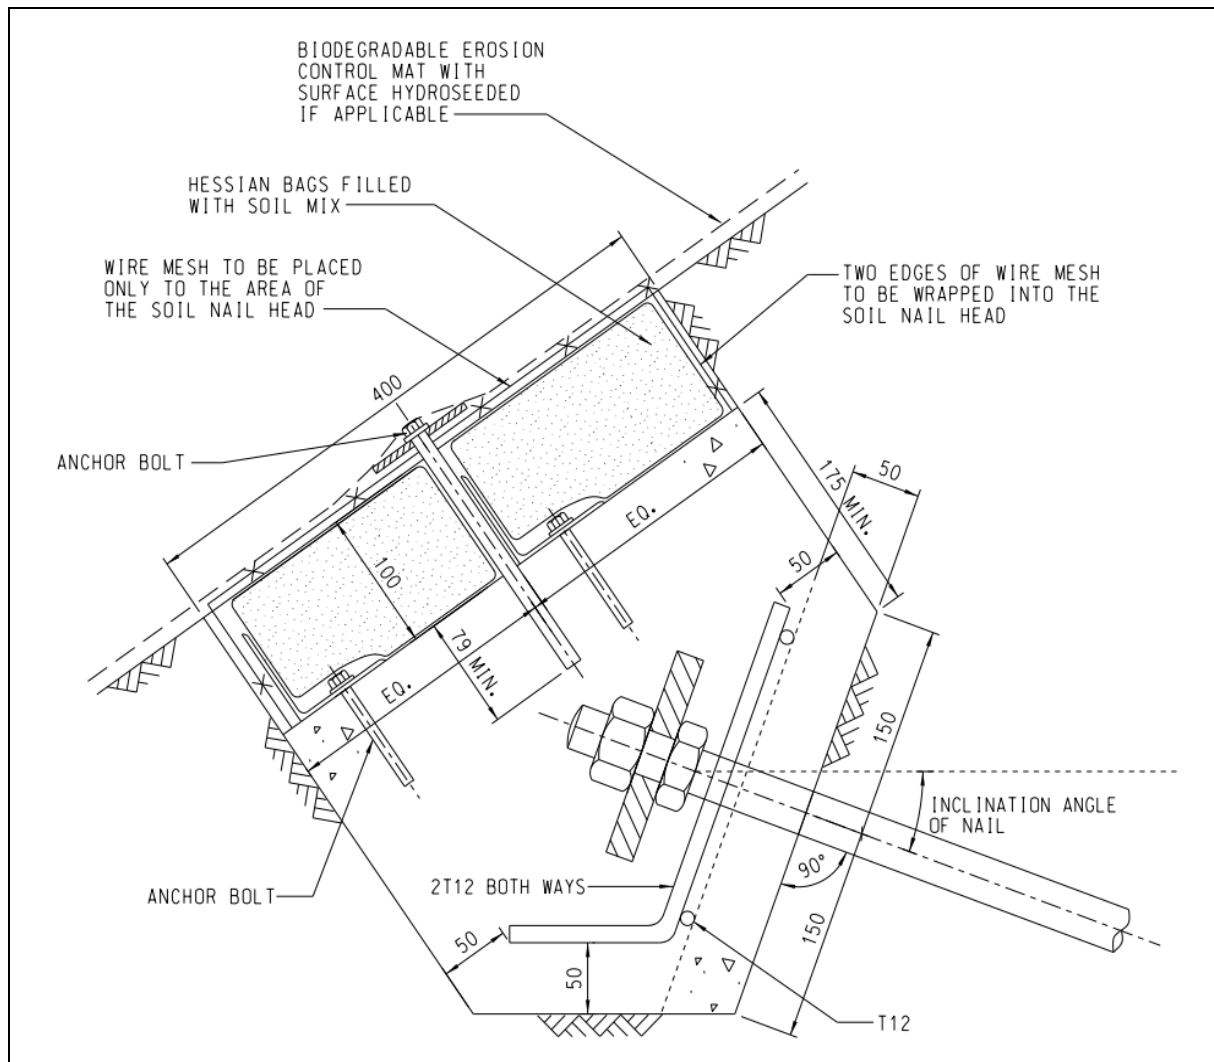 BIODEGRADABLE EROSION
CONTROL MAT WITH
SURFACE HYDROSEEDED
IF APPLICABLE
HESSIAN BAGS FILLED
WITH SOIL MIX
WIRE MESH TO BE PLACED
ONLY TO THE AREA OF
THE SOIL NAIL HEAD
TWO EDGES OF WIRE MESH
TO BE WRAPPED INTO THE
SOIL NAIL HEAD
400
ANCHOR BOLT
175 MIN.
50
EQ.
50
100
79 MIN.
EQ.
150
INCLINATION ANGLE
OF NAIL
90°
2T12 BOTH WAYS
ANCHOR BOLT
150
50
50
T12